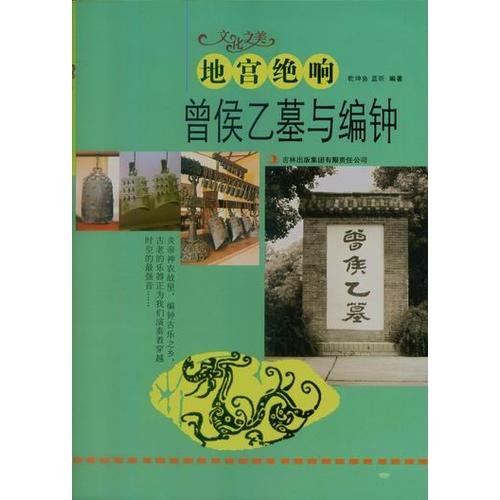 文化之美
地宫绝响
乾坤鱼 蓝昕 编著
曾侯乙墓与编钟
吉林出版集团有限责任公司
炎帝神农故里,编钟古乐之乡,
古老的乐器正为我们演奏着穿越
时空的最强音……
曾侯乙墓